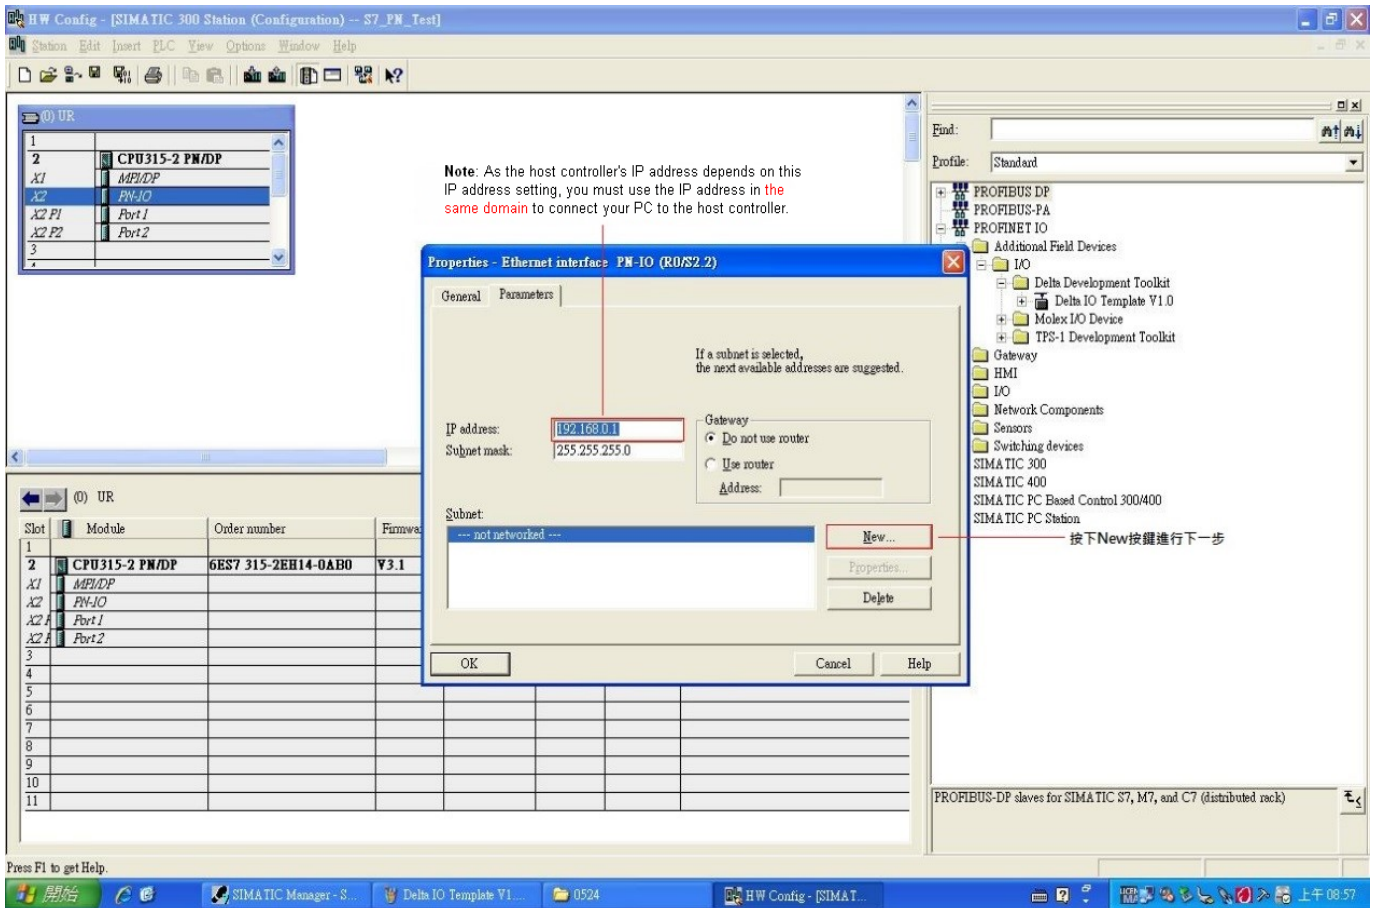 HW Config - [SIMATIC 300 Station (Configuration) -- S7_PN_Test]
Station Edit Insert PLC View Options Window Help
(0) UR
1
2 CPU315-2 PN/DP
X1 MPI/DP
X2 PN-IO
X2 P1 Port 1
X2 P2 Port 2
3
Note: As the host controller's IP address depends on this
IP address setting, you must use the IP address in the
same domain to connect your PC to the host controller.
Find:
Profile: Standard
PROFIBUS DP
PROFIBUS-PA
PROFINET IO
Additional Field Devices
I/O
Delta Development Toolkit
Delta IO Template V1.0
Molex I/O Device
TPS-1 Development Toolkit
Gateway
HMI
I/O
Network Components
Sensors
Switching devices
SIMATIC 300
SIMATIC 400
SIMATIC PC Based Control 300/400
SIMATIC PC Station
Properties - Ethernet interface PN-IO (R0/S2.2)
General Parameters
If a subnet is selected,
the next available addresses are suggested.
IP address: 192.168.0.1
Subnet mask: 255.255.255.0
Gateway
Do not use router
Use router
Address:
Subnet:
--- not networked ---
New...
Properties...
Delete
OK Cancel Help
按下New按鍵進行下一步
(0) UR
Slot Module Order number Firmwa
1
2 CPU315-2 PN/DP 6ES7 315-2EH14-0AB0 V3.1
X1 MPI/DP
X2 PN-IO
X2 P Port 1
X2 P Port 2
3
4
5
6
7
8
9
10
11
PROFIBUS-DP slaves for SIMATIC S7, M7, and C7 (distributed rack)
Press F1 to get Help.
開始 SIMATIC Manager - S... Delta IO Template V1.... 0524 HW Config - [SIMAT... 上午 08:57